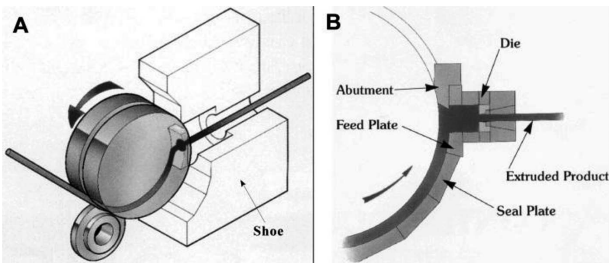 A
Shoe
B
Die
Abutment
Feed Plate
Extruded Product
Seal Plate